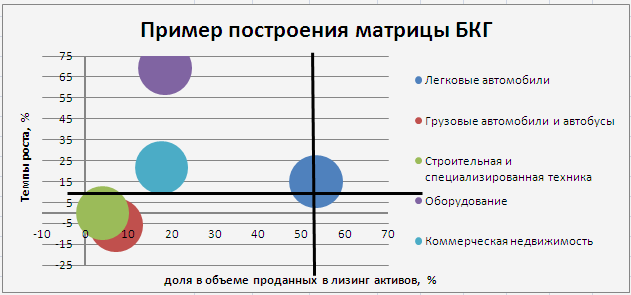 Пример построения матрицы БКГ
Темпы роста, %
75
65
55
45
35
25
15
5
-5
-15
-25
-10
0
10
20
30
40
50
60
70
доля в объеме проданных в лизинг активов, %
Легковые автомобили
Грузовые автомобили и автобусы
Строительная и
специализированная техника
Оборудование
Коммерческая недвижимость